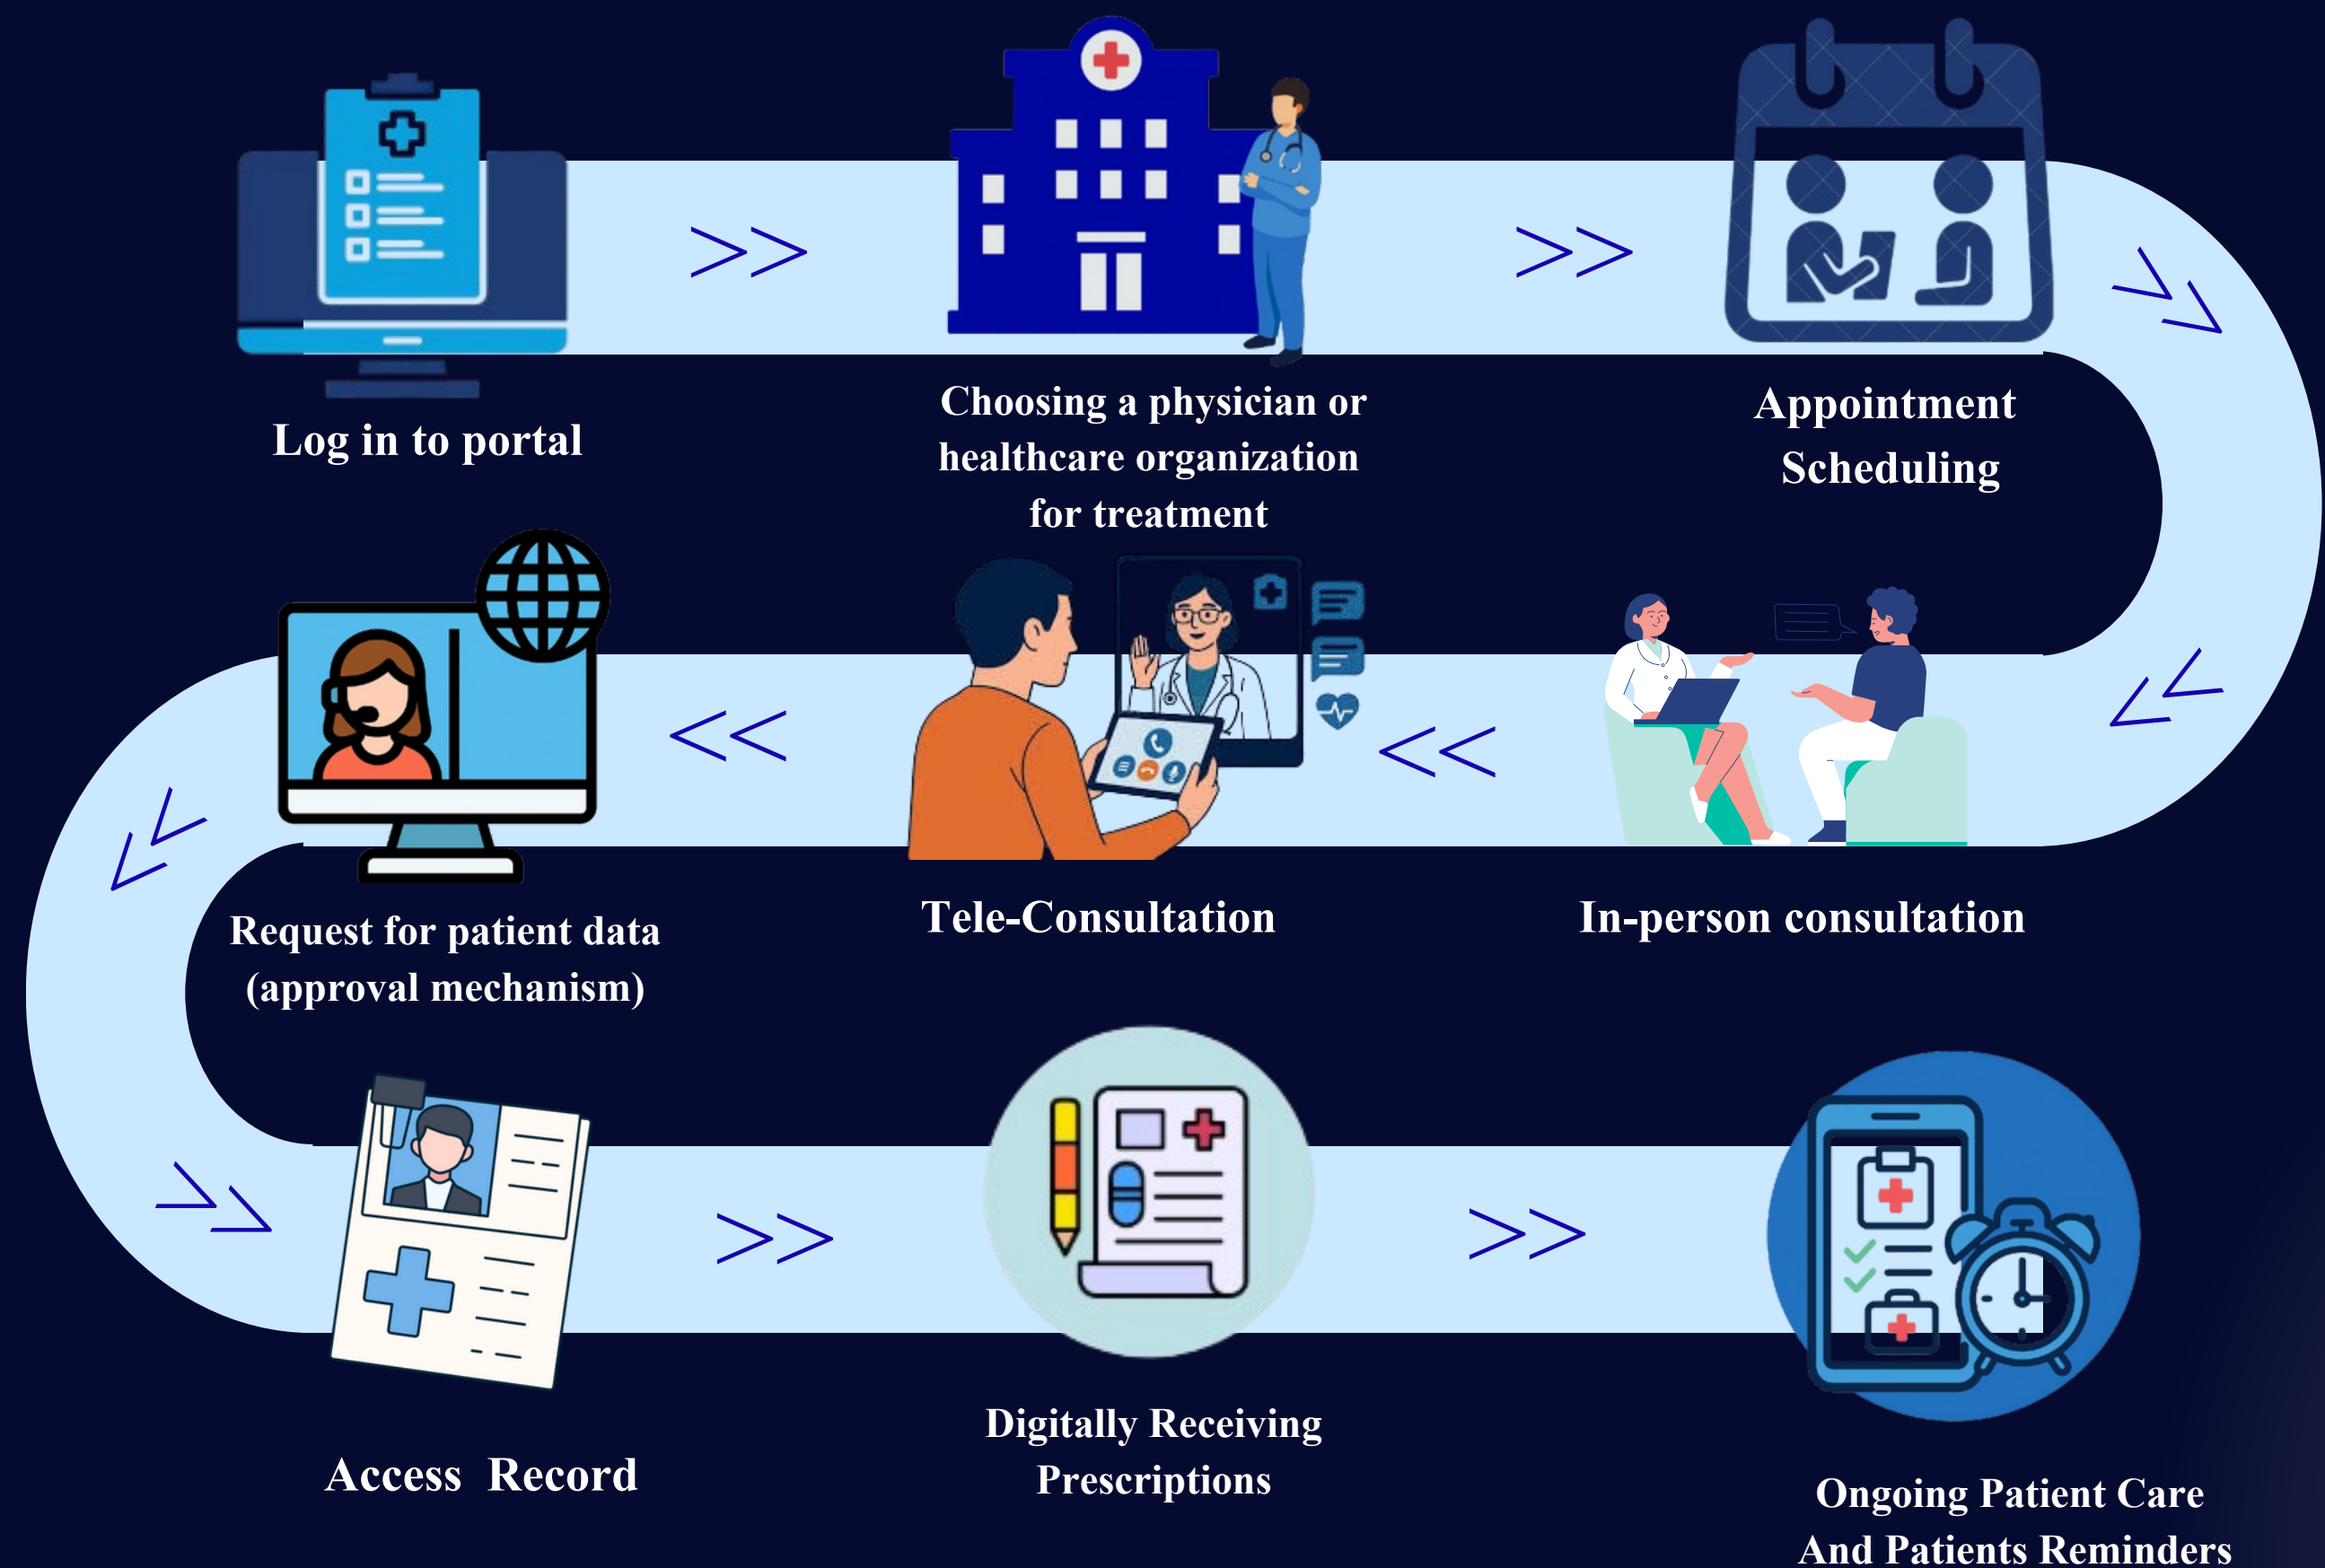 Log in to portal
Choosing a physician or
healthcare organization
for treatment
Appointment
Scheduling
In-person consultation
Tele-Consultation
Request for patient data
(approval mechanism)
Access Record
Digitally Receiving
Prescriptions
Ongoing Patient Care
And Patients Reminders